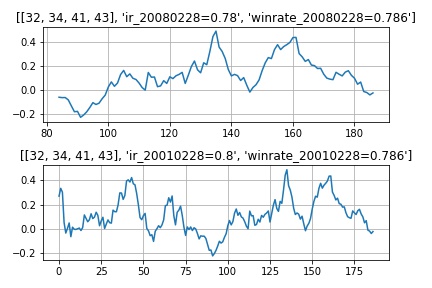 [[32, 34, 41, 43], 'ir_20080228=0.78', 'winrate_20080228=0.786']
0.4
0.2
0.0
−0.2
80 100 120 140 160 180
[[32, 34, 41, 43], 'ir_20010228=0.8', 'winrate_20010228=0.786']
0.4
0.2
0.0
−0.2
0 25 50 75 100 125 150 175